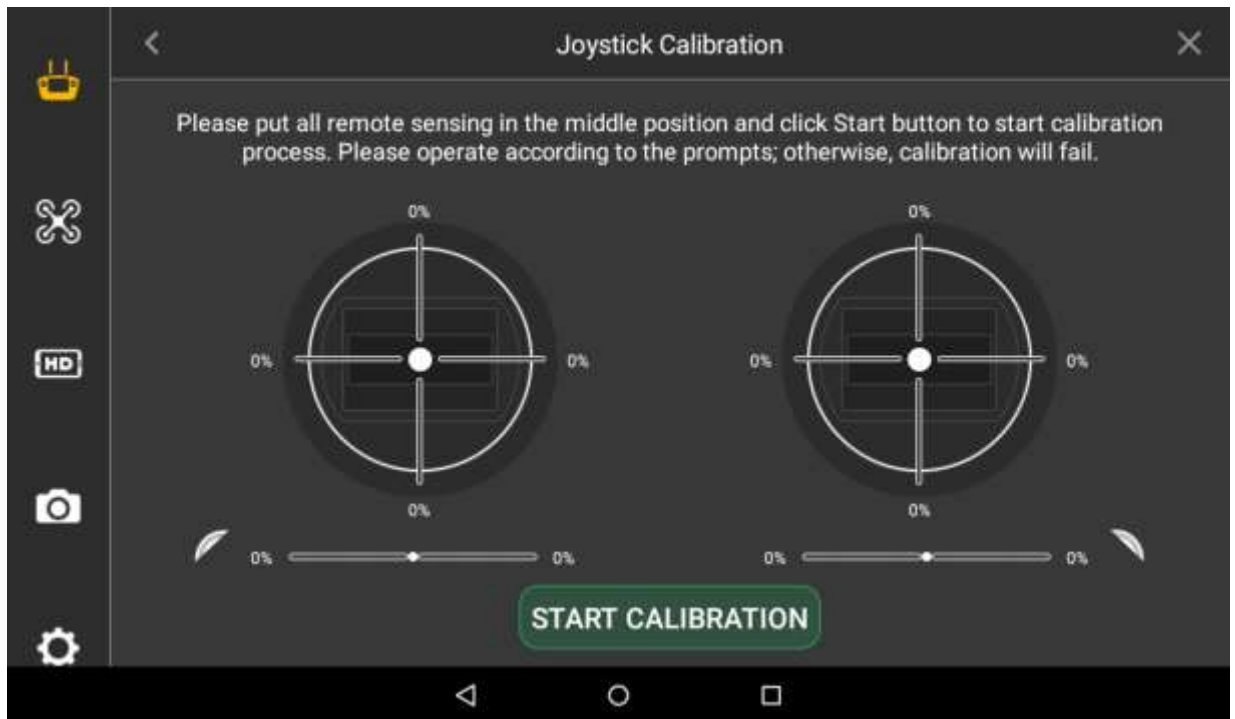 Joystick Calibration
Please put all remote sensing in the middle position and click Start button to start calibration
process. Please operate according to the prompts; otherwise, calibration will fail.
0%
0%
0%
0%
0%
0%
HD
0%
0%
0%
0%
0%
0%
START CALIBRATION